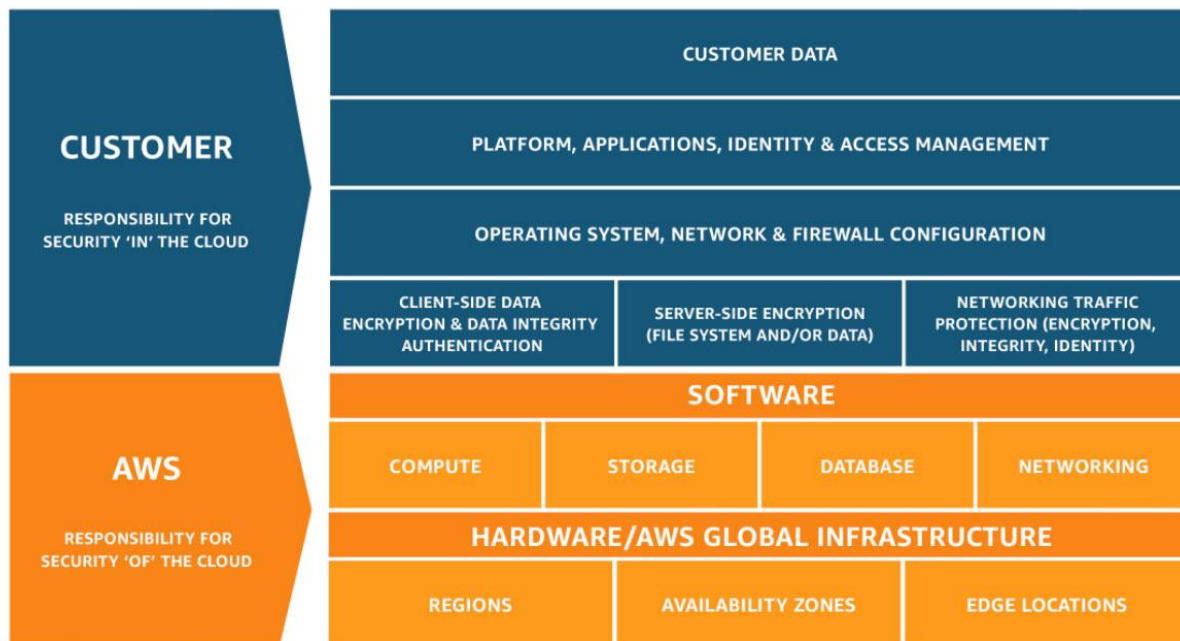 CUSTOMER
RESPONSIBILITY FOR
SECURITY ‘IN’ THE CLOUD
CUSTOMER DATA
PLATFORM, APPLICATIONS, IDENTITY & ACCESS MANAGEMENT
OPERATING SYSTEM, NETWORK & FIREWALL CONFIGURATION
CLIENT-SIDE DATA
ENCRYPTION & DATA INTEGRITY
AUTHENTICATION
SERVER-SIDE ENCRYPTION
(FILE SYSTEM AND/OR DATA)
NETWORKING TRAFFIC
PROTECTION (ENCRYPTION,
INTEGRITY, IDENTITY)
AWS
RESPONSIBILITY FOR
SECURITY ‘OF’ THE CLOUD
SOFTWARE
COMPUTE
STORAGE
DATABASE
NETWORKING
HARDWARE/AWS GLOBAL INFRASTRUCTURE
REGIONS
AVAILABILITY ZONES
EDGE LOCATIONS